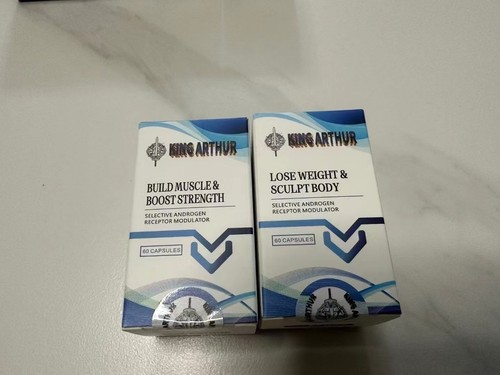 KING ARTHUR
BUILD MUSCLE &
BOOST STRENGTH
SELECTIVE ANDROGEN
RECEPTOR MODULATOR
60 CAPSULES
KING ARTHUR
LOSE WEIGHT &
SCULPT BODY
SELECTIVE ANDROGEN
RECEPTOR MODULATOR
60 CAPSULES
ARTHUR